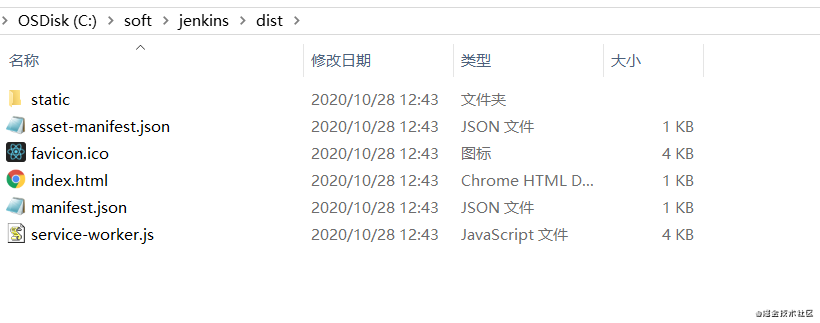 OSDisk (C:) > soft > jenkins > dist >
名称 修改日期 类型 大小
static 2020/10/28 12:43 文件夹
asset-manifest.json 2020/10/28 12:43 JSON 文件 1 KB
favicon.ico 2020/10/28 12:43 图标 4 KB
index.html 2020/10/28 12:43 Chrome HTML D... 1 KB
manifest.json 2020/10/28 12:43 JSON 文件 1 KB
service-worker.js 2020/10/28 12:43 JavaScript 文件 4 KB
@掘金技术社区